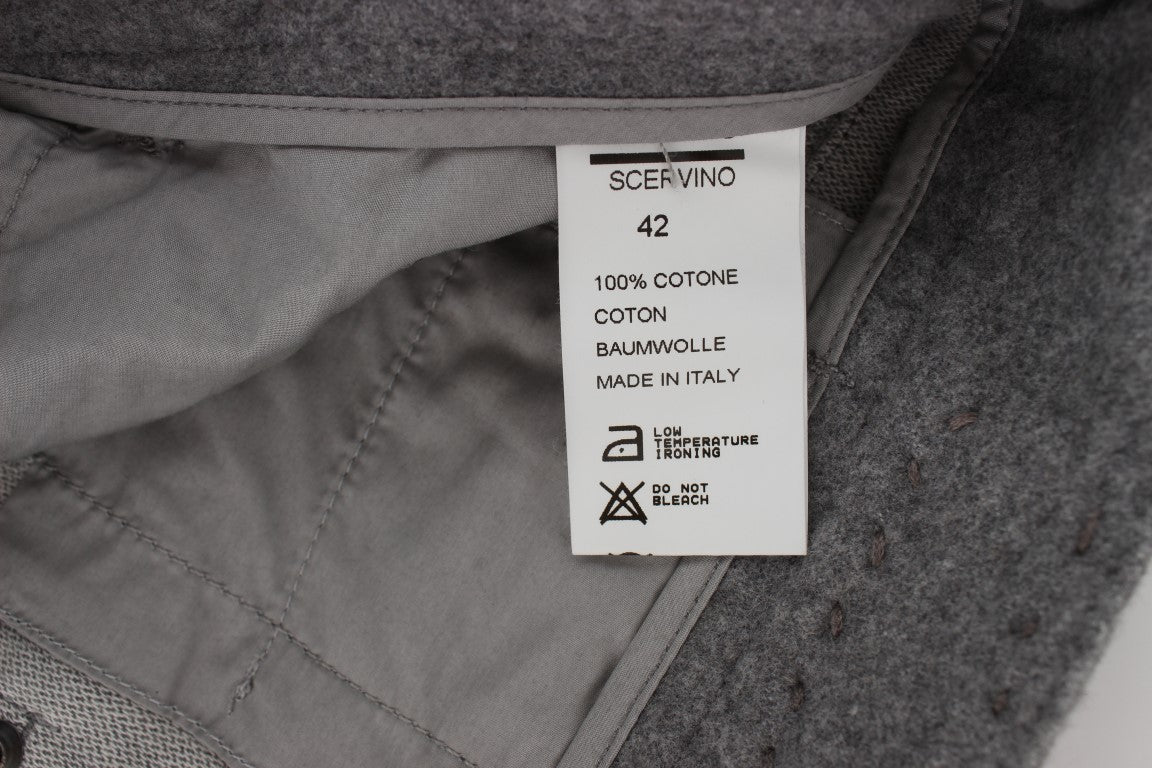 SCERVINO
42
100% COTONE
COTON
BAUMWOLLE
MADE IN ITALY
LOW
TEMPERATURE
IRONING
DO NOT
BLEACH